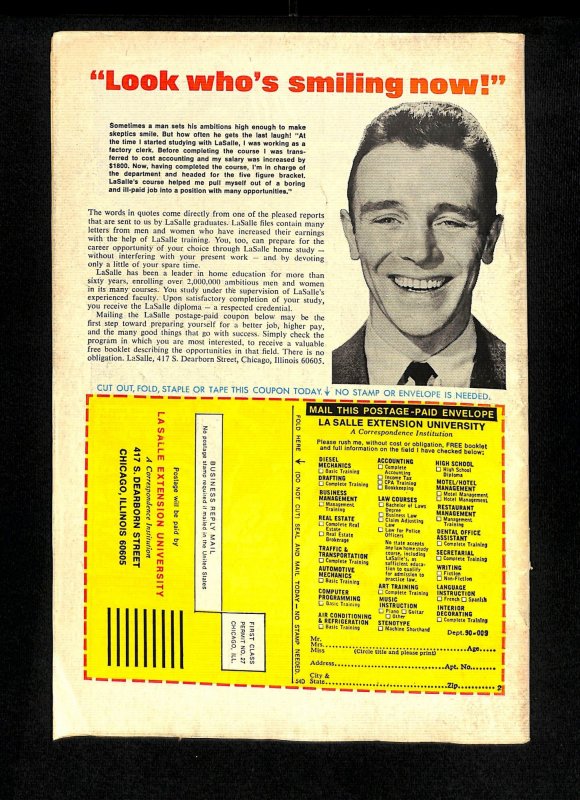 “Look who's smiling now!”
Sometimes a man sets his ambitions high enough to make
skeptics smile. But how often he gets the last laugh! “At
the time I started studying with LaSalle, I was working as a
factory clerk. Before completing the course I was trans-
ferred to cost accounting and my salary was increased by
$1800. Now, having completed the course, I'm in charge of
the department and headed for the five figure bracket.
LaSalle's course helped me pull myself out of a boring
and ill-paid job into a position with many opportunities.”
The words in quotes come directly from one of the pleased reports
that are sent to us by LaSalle graduates. LaSalle files contain many
letters from men and women who have increased their earnings
with the help of LaSalle training. You, too, can prepare for the
career opportunity of your choice through LaSalle home study —
without interfering with your present work — and by devoting
only a little of your spare time.
LaSalle has been a leader in home education for more than
sixty years, enrolling over 2,000,000 ambitious men and women
in its many courses. You study under the supervision of LaSalle's
experienced faculty. Upon satisfactory completion of your study,
you receive the LaSalle diploma — a respected credential.
Mailing the LaSalle postage-paid coupon below may be the
first step toward preparing yourself for a better job, higher pay,
and the many good things that go with success. Simply check the
program in which you are most interested, to receive a valuable
free booklet describing the opportunities in that field. There is no
obligation. LaSalle, 417 S. Dearborn Street, Chicago, Illinois 60605.
CUT OUT, FOLD, STAPLE OR TAPE THIS COUPON TODAY. NO STAMP OR ENVELOPE IS NEEDED.
FIRST CLASS
PERMIT NO. 27
CHICAGO, ILL.
BUSINESS REPLY MAIL
No postage stamp required if mailed in the United States
Postage will be paid by
LA SALLE EXTENSION UNIVERSITY
A Correspondence Institution
417 S. DEARBORN STREET
CHICAGO, ILLINOIS 60605
FOLD HERE (DO NOT CUT) SEAL AND MAIL TODAY—NO STAMP NEEDED.
540
MAIL THIS POSTAGE-PAID ENVELOPE
LA SALLE EXTENSION UNIVERSITY
A Correspondence Institution
Please rush me, without cost or obligation, FREE booklet
and full information on the field I have checked below:
DIESEL
MECHANICS
Basic Training
DRAFTING
Complete Training
BUSINESS
MANAGEMENT
Management
Training
REAL ESTATE
Complete Real
Estate
Real Estate
Brokerage
TRAFFIC &
TRANSPORTATION
Complete Training
AUTOMOTIVE
MECHANICS
Basic Training
COMPUTER
PROGRAMMING
Basic Training
AIR CONDITIONING
& REFRIGERATION
Basic Training
ACCOUNTING
Complete
Accounting
Income Tax
CPA Training
Bookkeeping
LAW COURSES
Bachelor of Laws
Degree
Business Law
Claim Adjusting
Law
Law for Police
Officers
No state accepts
any law home study
course, including
LaSalle's, as
sufficient educa-
tion to qualify
for admission to
practice law.
ART TRAINING
Complete Training
MUSIC
INSTRUCTION
Piano Guitar
Other
STENOTYPE
Machine Shorthand
HIGH SCHOOL
High School
Diploma
MOTEL/HOTEL
MANAGEMENT
Motel Management
Hotel Management
RESTAURANT
MANAGEMENT
Management
Training
DENTAL OFFICE
ASSISTANT
Complete Training
SECRETARIAL
Complete Training
WRITING
Fiction
Non-Fiction
LANGUAGE
INSTRUCTION
French Spanish
INTERIOR
DECORATING
Complete Training
Dept. 90-009
Mr.
Mrs.
Miss Age
(Circle title and please print)
Address Apt. No.
City &
State Zip 2